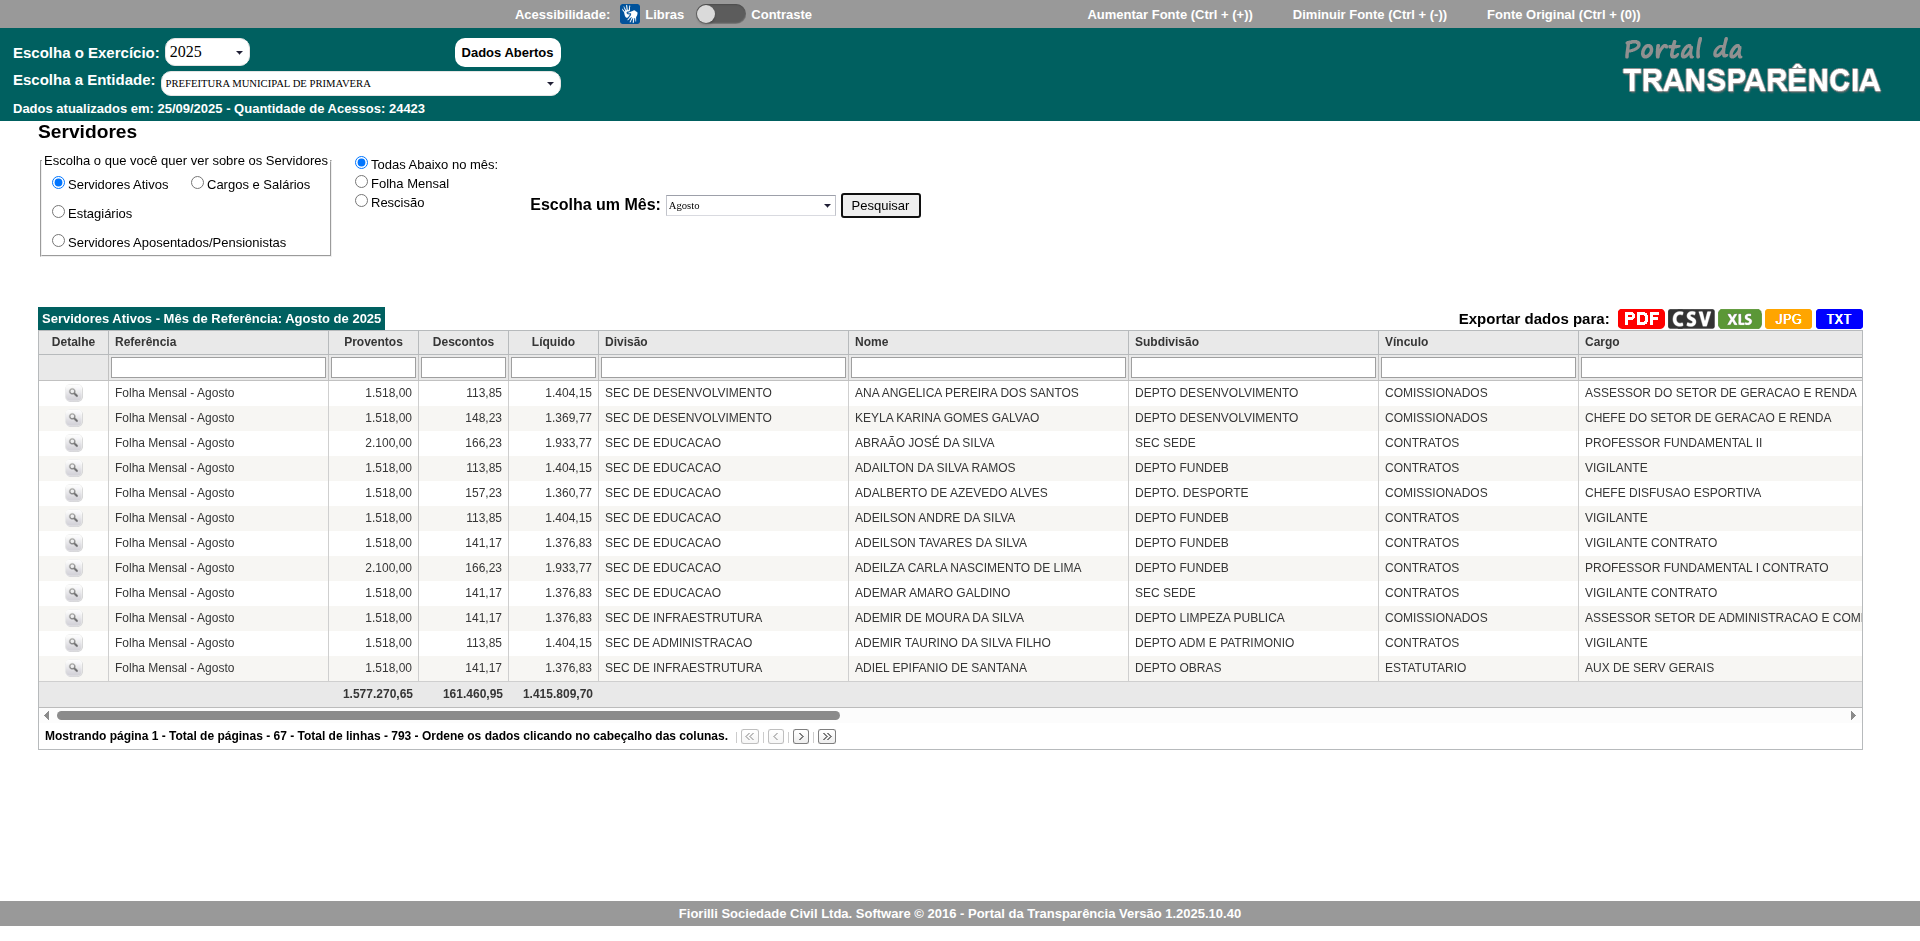 Acessibilidade: Libras Contraste Aumentar Fonte (Ctrl + (+)) Diminuir Fonte (Ctrl + (-)) Fonte Original (Ctrl + (0))
Escolha o Exercício: 2025 Dados Abertos
Escolha a Entidade: PREFEITURA MUNICIPAL DE PRIMAVERA
Dados atualizados em: 25/09/2025 - Quantidade de Acessos: 24423
Portal da
TRANSPARÊNCIA
Servidores
Escolha o que você quer ver sobre os Servidores
Servidores Ativos Cargos e Salários
Estagiários
Servidores Aposentados/Pensionistas
Todas Abaixo no mês:
Folha Mensal
Rescisão
Escolha um Mês: Agosto Pesquisar
Servidores Ativos - Mês de Referência: Agosto de 2025 Exportar dados para: PDF CSV XLS JPG TXT
Detalhe Referência Proventos Descontos Líquido Divisão Nome Subdivisão Vínculo Cargo
Folha Mensal - Agosto 1.518,00 113,85 1.404,15 SEC DE DESENVOLVIMENTO ANA ANGELICA PEREIRA DOS SANTOS DEPTO DESENVOLVIMENTO COMISSIONADOS ASSESSOR DO SETOR DE GERACAO E RENDA
Folha Mensal - Agosto 1.518,00 148,23 1.369,77 SEC DE DESENVOLVIMENTO KEYLA KARINA GOMES GALVAO DEPTO DESENVOLVIMENTO COMISSIONADOS CHEFE DO SETOR DE GERACAO E RENDA
Folha Mensal - Agosto 2.100,00 166,23 1.933,77 SEC DE EDUCACAO ABRAÃO JOSÉ DA SILVA SEC SEDE CONTRATOS PROFESSOR FUNDAMENTAL II
Folha Mensal - Agosto 1.518,00 113,85 1.404,15 SEC DE EDUCACAO ADAILTON DA SILVA RAMOS DEPTO FUNDEB CONTRATOS VIGILANTE
Folha Mensal - Agosto 1.518,00 157,23 1.360,77 SEC DE EDUCACAO ADALBERTO DE AZEVEDO ALVES DEPTO. DESPORTE COMISSIONADOS CHEFE DISFUSAO ESPORTIVA
Folha Mensal - Agosto 1.518,00 113,85 1.404,15 SEC DE EDUCACAO ADEILSON ANDRE DA SILVA DEPTO FUNDEB CONTRATOS VIGILANTE
Folha Mensal - Agosto 1.518,00 141,17 1.376,83 SEC DE EDUCACAO ADEILSON TAVARES DA SILVA DEPTO FUNDEB CONTRATOS VIGILANTE CONTRATO
Folha Mensal - Agosto 2.100,00 166,23 1.933,77 SEC DE EDUCACAO ADEILZA CARLA NASCIMENTO DE LIMA DEPTO FUNDEB CONTRATOS PROFESSOR FUNDAMENTAL I CONTRATO
Folha Mensal - Agosto 1.518,00 141,17 1.376,83 SEC DE EDUCACAO ADEMAR AMARO GALDINO SEC SEDE CONTRATOS VIGILANTE CONTRATO
Folha Mensal - Agosto 1.518,00 141,17 1.376,83 SEC DE INFRAESTRUTURA ADEMIR DE MOURA DA SILVA DEPTO LIMPEZA PUBLICA COMISSIONADOS ASSESSOR SETOR DE ADMINISTRACAO E COM
Folha Mensal - Agosto 1.518,00 113,85 1.404,15 SEC DE ADMINISTRACAO ADEMIR TAURINO DA SILVA FILHO DEPTO ADM E PATRIMONIO CONTRATOS VIGILANTE
Folha Mensal - Agosto 1.518,00 141,17 1.376,83 SEC DE INFRAESTRUTURA ADIEL EPIFANIO DE SANTANA DEPTO OBRAS ESTATUTARIO AUX DE SERV GERAIS
1.577.270,65 161.460,95 1.415.809,70
Mostrando página 1 - Total de páginas - 67 - Total de linhas - 793 - Ordene os dados clicando no cabeçalho das colunas.
Fiorilli Sociedade Civil Ltda. Software © 2016 - Portal da Transparência Versão 1.2025.10.40